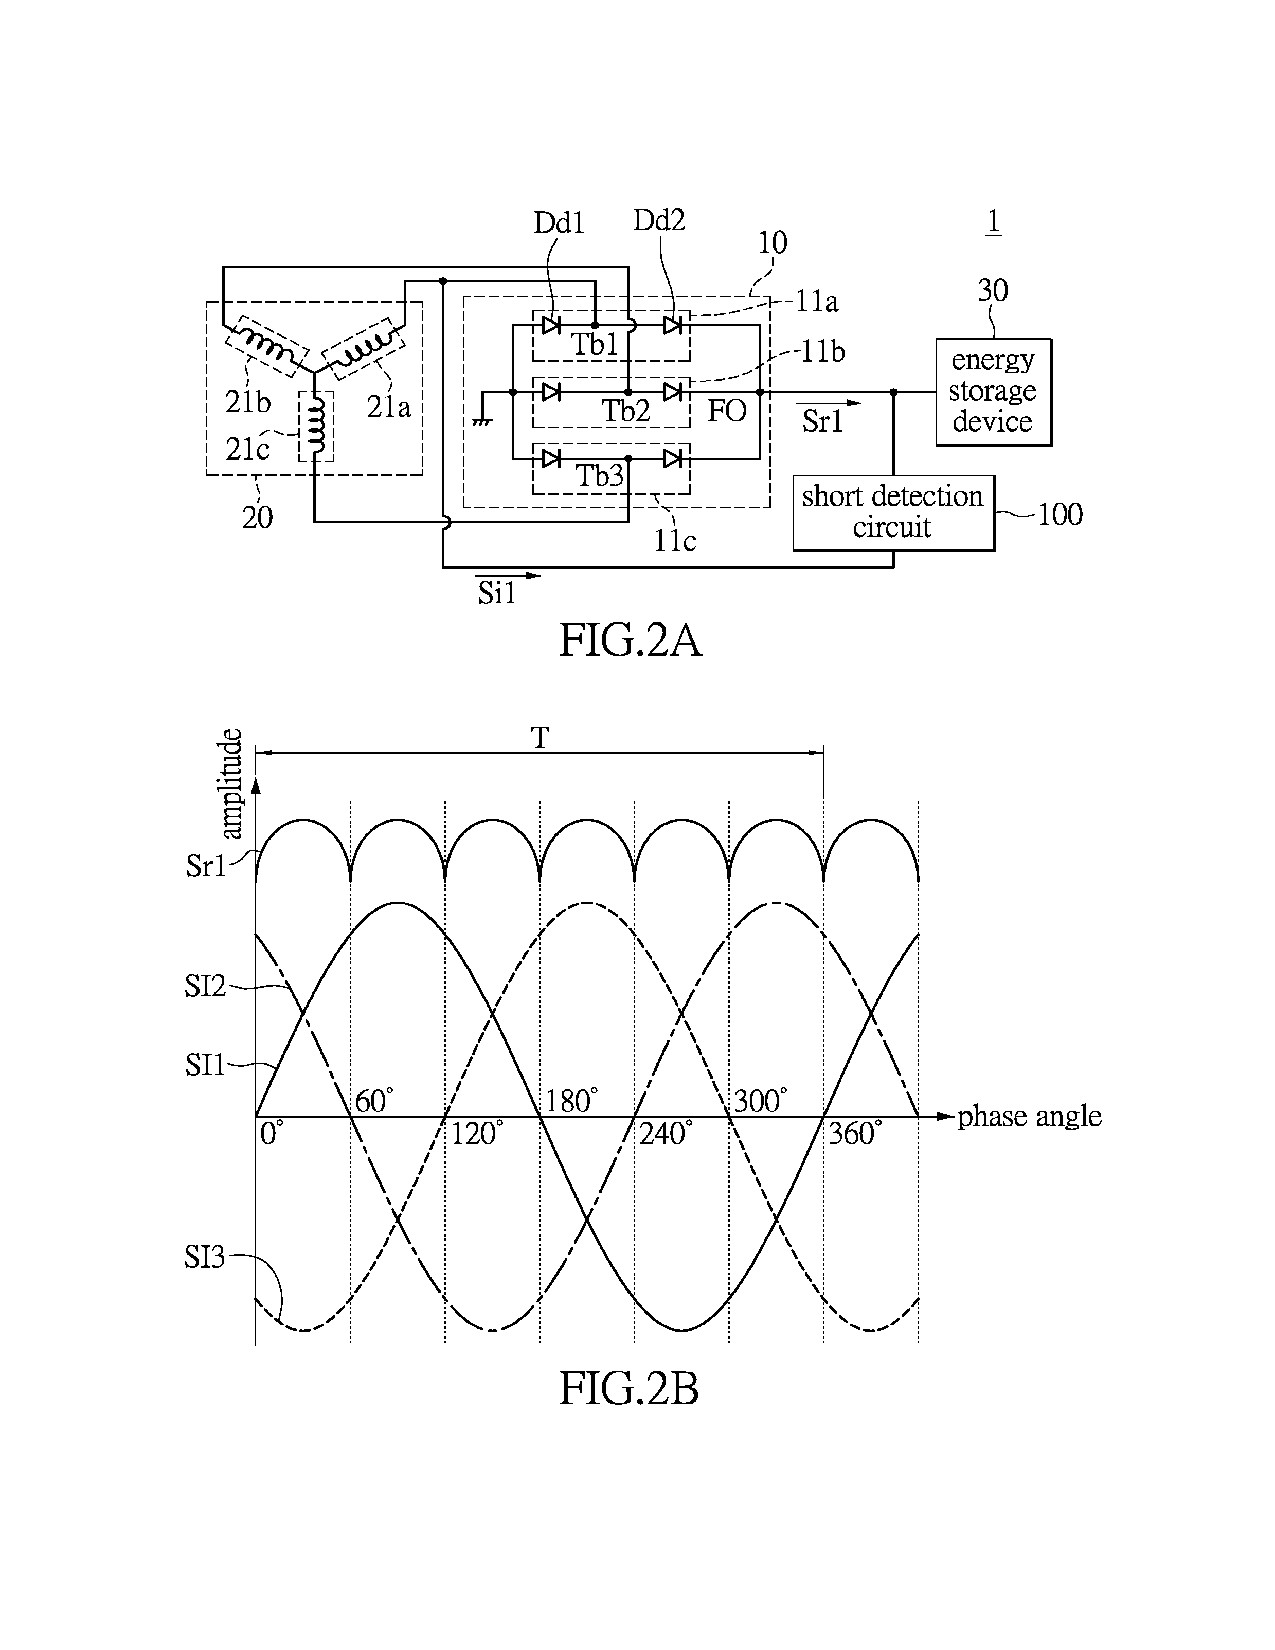 Dd1
Dd2
10
1
11a
30
Tb1
11b
energy
storage
device
21b
21a
Tb2
FO
Sr1
21c
Tb3
short detection
circuit
100
20
11c
Si1
FIG.2A
T
amplitude
Sr1
SI2
SI1
60°
180°
300°
phase angle
0°
120°
240°
360°
SI3
FIG.2B